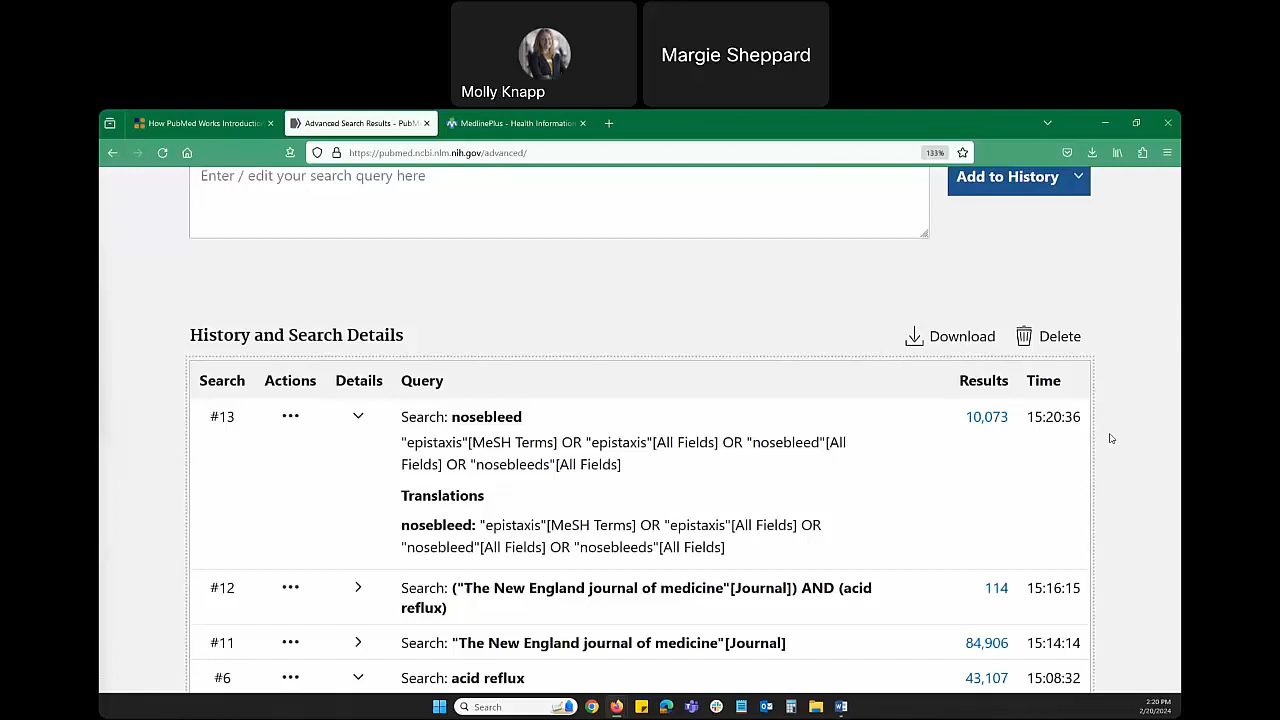 Molly Knapp
Margie Sheppard
How PubMed Works Introduction
Advanced Search Results - PubM
MedlinePlus - Health Information
https://pubmed.ncbi.nlm.nih.gov/advanced/
133%
Enter / edit your search query here
Add to History
History and Search Details
Download
Delete
Search Actions Details Query Results Time
#13 Search: nosebleed 10,073 15:20:36
"epistaxis"[MeSH Terms] OR "epistaxis"[All Fields] OR "nosebleed"[All
Fields] OR "nosebleeds"[All Fields]
Translations
nosebleed: "epistaxis"[MeSH Terms] OR "epistaxis"[All Fields] OR
"nosebleed"[All Fields] OR "nosebleeds"[All Fields]
#12 Search: ("The New England journal of medicine"[Journal]) AND (acid 114 15:16:15
reflux)
#11 Search: "The New England journal of medicine"[Journal] 84,906 15:14:14
#6 Search: acid reflux 43,107 15:08:32
Search
2:20 PM
2/20/2024